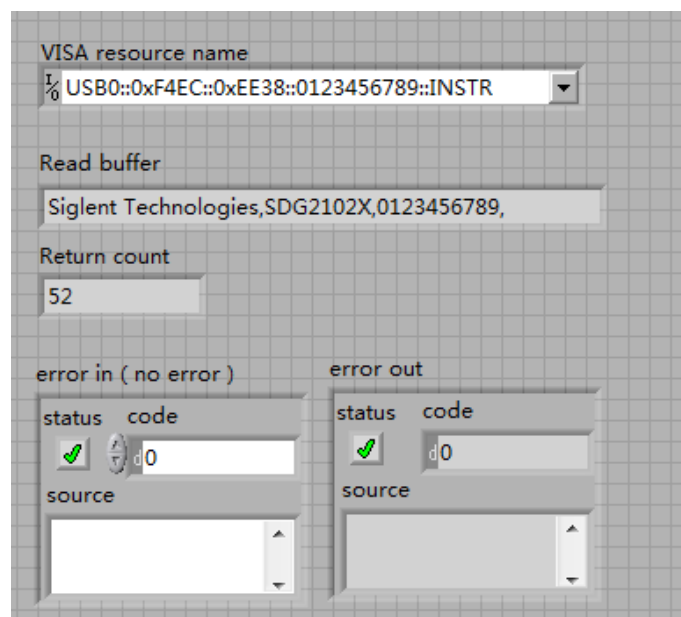 VISA resource name
I/O USB0::0xF4EC::0xEE38::0123456789::INSTR
Read buffer
Siglent Technologies,SDG2102X,0123456789,
Return count
52
error in ( no error )
error out
status code
status code
d 0
d 0
source
source